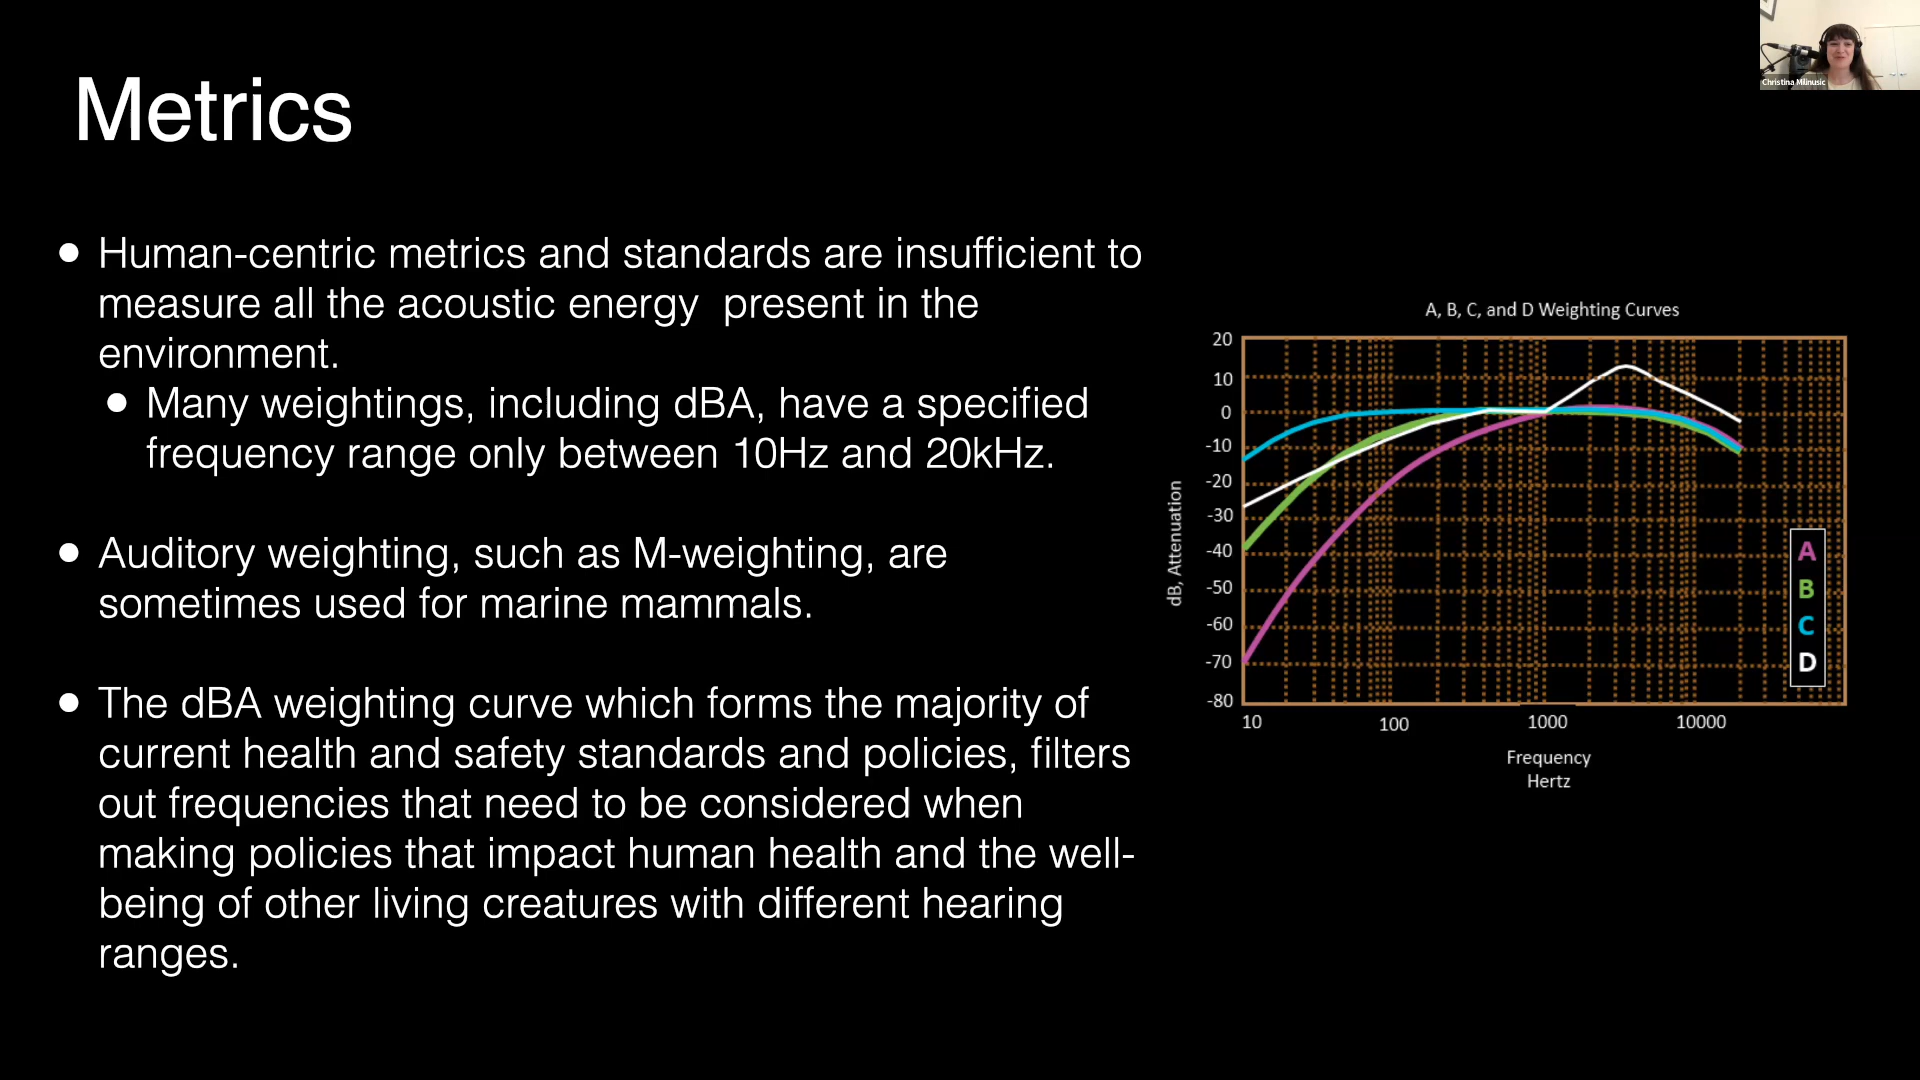 Christina Milinusic
Metrics
• Human-centric metrics and standards are insufficient to
measure all the acoustic energy  present in the
environment.
• Many weightings, including dBA, have a specified
frequency range only between 10Hz and 20kHz.
• Auditory weighting, such as M-weighting, are
sometimes used for marine mammals.
• The dBA weighting curve which forms the majority of
current health and safety standards and policies, filters
out frequencies that need to be considered when
making policies that impact human health and the well-
being of other living creatures with different hearing
ranges.
A, B, C, and D Weighting Curves
20
10
0
-10
-20
-30
-40
-50
-60
-70
-80
dB, Attenuation
A
B
C
D
10 100 1000 10000
Frequency
Hertz